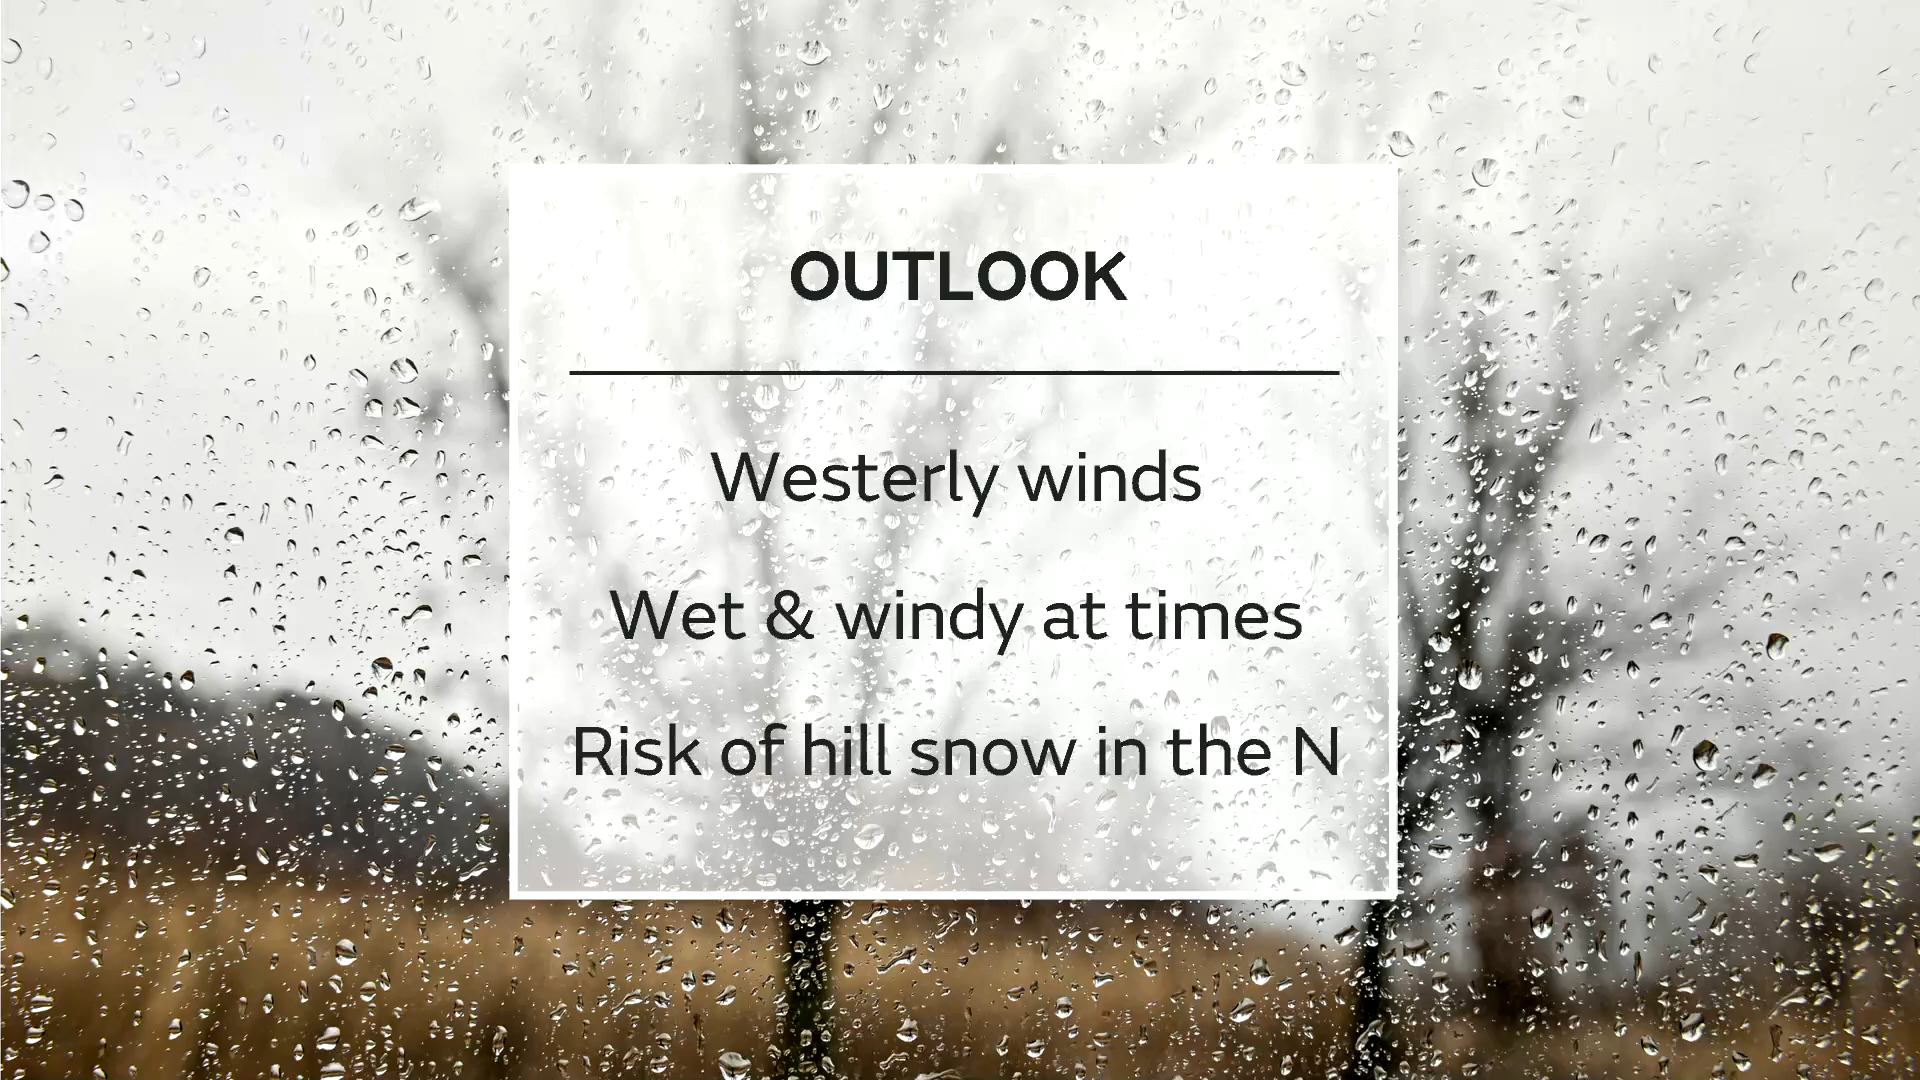 OUTLOOK
Westerly winds
Wet & windy at times
Risk of hill snow in the N